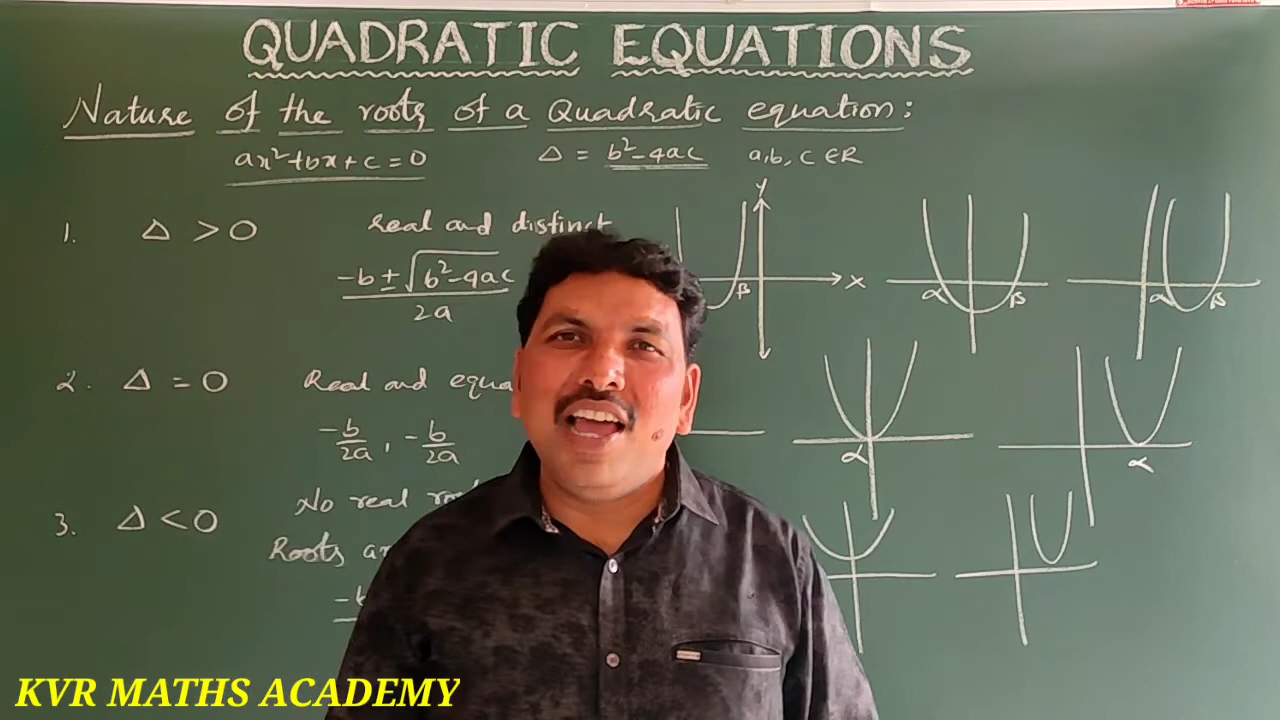 QUADRATIC EQUATIONS
Nature of the roots of a Quadratic equation:
ax²+bx+c=0 Δ = b²-4ac a,b, c ∈ R
1. Δ > 0 real and distinct
-b ± √b²-4ac
2a
Y
X
β
α β
α β
2. Δ = 0 Real and equa
-b/2a, -b/2a
α
α
3. Δ < 0 No real roo
Roots ar
KVR MATHS ACADEMY